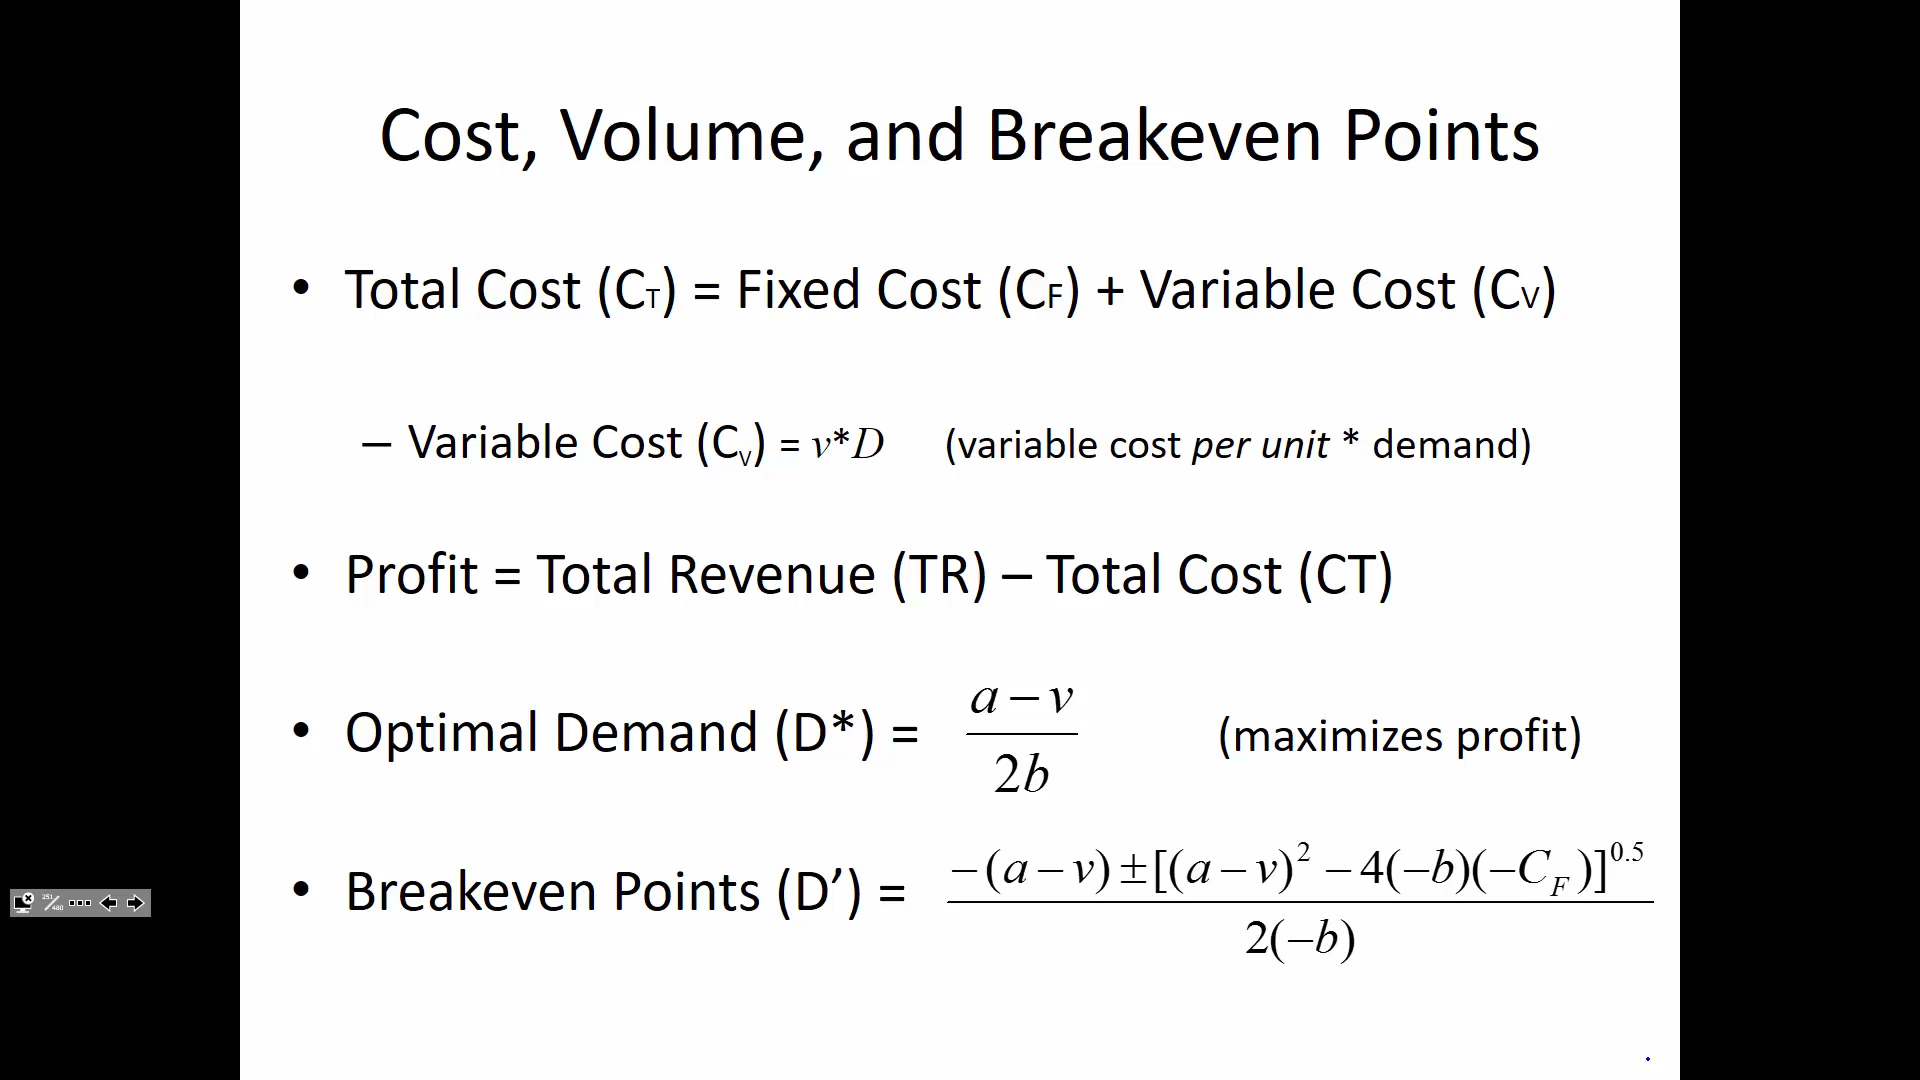 Cost, Volume, and Breakeven Points
• Total Cost (CT) = Fixed Cost (CF) + Variable Cost (CV)
– Variable Cost (CV) = v*D (variable cost per unit * demand)
• Profit = Total Revenue (TR) – Total Cost (CT)
• Optimal Demand (D*) = a − v / 2b (maximizes profit)
• Breakeven Points (D’) = −(a − v) ± [(a − v)² − 4(−b)(−CF)]^0.5 / 2(−b)
251/480